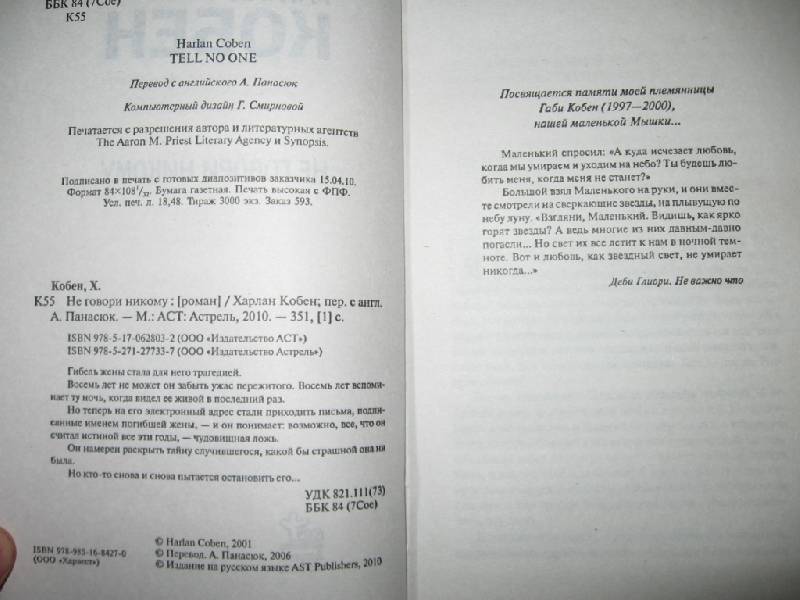 ББК 84 (7Сое)
К55
Harlan Coben
TELL NO ONE
Перевод с английского А. Панасюк
Компьютерный дизайн Г. Смирновой
Печатается с разрешения автора и литературных агентств
The Aaron M. Priest Literary Agency и Synopsis.
Подписано в печать с готовых диапозитивов заказчика 15.04.10.
Формат 84×108¹/₃₂. Бумага газетная. Печать высокая с ФПФ.
Усл. печ. л. 18,48. Тираж 3000 экз. Заказ 593.
Кобен, Х.
К55 Не говори никому : [роман] / Харлан Кобен; пер. с англ.
А. Панасюк. — М.: АСТ: Астрель, 2010. — 351, [1] с.
ISBN 978-5-17-062803-2 (ООО «Издательство АСТ»)
ISBN 978-5-271-27733-7 (ООО «Издательство Астрель»)
Гибель жены стала для него трагедией.
Восемь лет не может он забыть ужас пережитого. Восемь лет вспоми-
нает ту ночь, когда видел ее живой в последний раз.
Но теперь на его электронный адрес стали приходить письма, подпи-
санные именем погибшей жены, — и он понимает: возможно, все, что он
считал истиной все эти годы, — чудовищная ложь.
Он намерен раскрыть тайну случившегося, какой бы страшной она ни
была.
Но кто-то снова и снова пытается остановить его...
УДК 821.111(73)
ББК 84 (7Сое)
© Harlan Coben, 2001
© Перевод. А. Панасюк, 2006
© Издание на русском языке AST Publishers, 2010
ISBN 978-985-16-8427-0
(ООО «Харвест»)
Посвящается памяти моей племянницы
Габи Кобен (1997—2000),
нашей маленькой Мышки...
Маленький спросил: «А куда исчезает любовь,
когда мы умираем и уходим на небо? Ты будешь лю-
бить меня, когда меня не станет?»
Большой взял Маленького на руки, и они вме-
сте смотрели на сверкающие звезды, на плывущую по
небу луну. «Взгляни, Маленький. Видишь, как ярко
горят звезды? А ведь многие из них давным-давно
погасли... Но свет их все летит к нам в ночной тем-
ноте. Вот и любовь, как звездный свет, не умирает
никогда...»
Деби Глиори. Не важно что